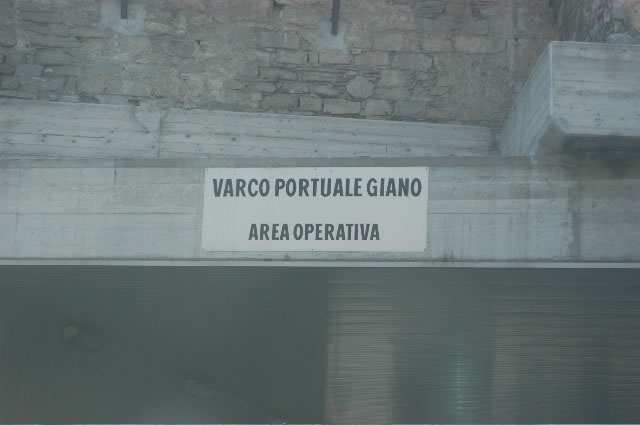 VARCO PORTUALE GIANO
AREA OPERATIVA